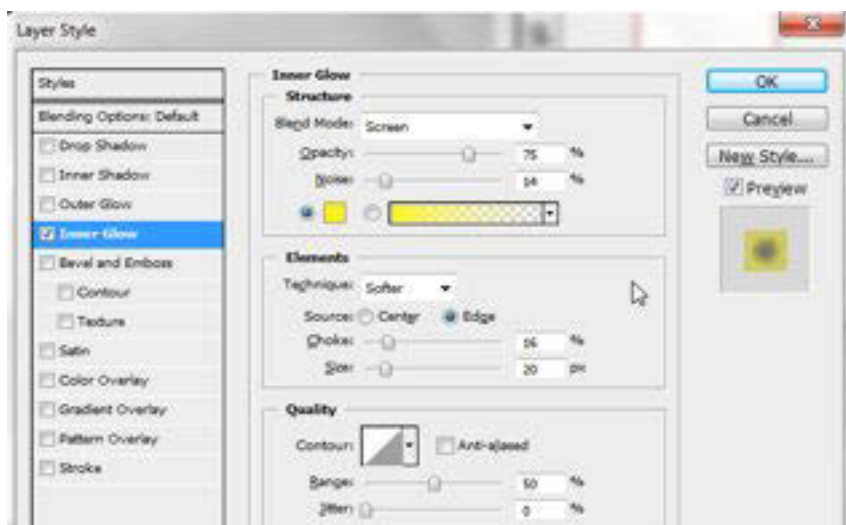 Layer Style
Styles
Blending Options: Default
Drop Shadow
Inner Shadow
Outer Glow
Inner Glow
Bevel and Emboss
Contour
Texture
Satin
Color Overlay
Gradient Overlay
Pattern Overlay
Stroke
Inner Glow
Structure
Blend Mode: Screen
Opacity: 75 %
Noise: 14 %
Elements
Technique: Softer
Source: Center Edge
Choke: 16 %
Size: 20 px
Quality
Contour: Anti-aliased
Range: 50 %
Jitter: 0 %
OK
Cancel
New Style...
Preview